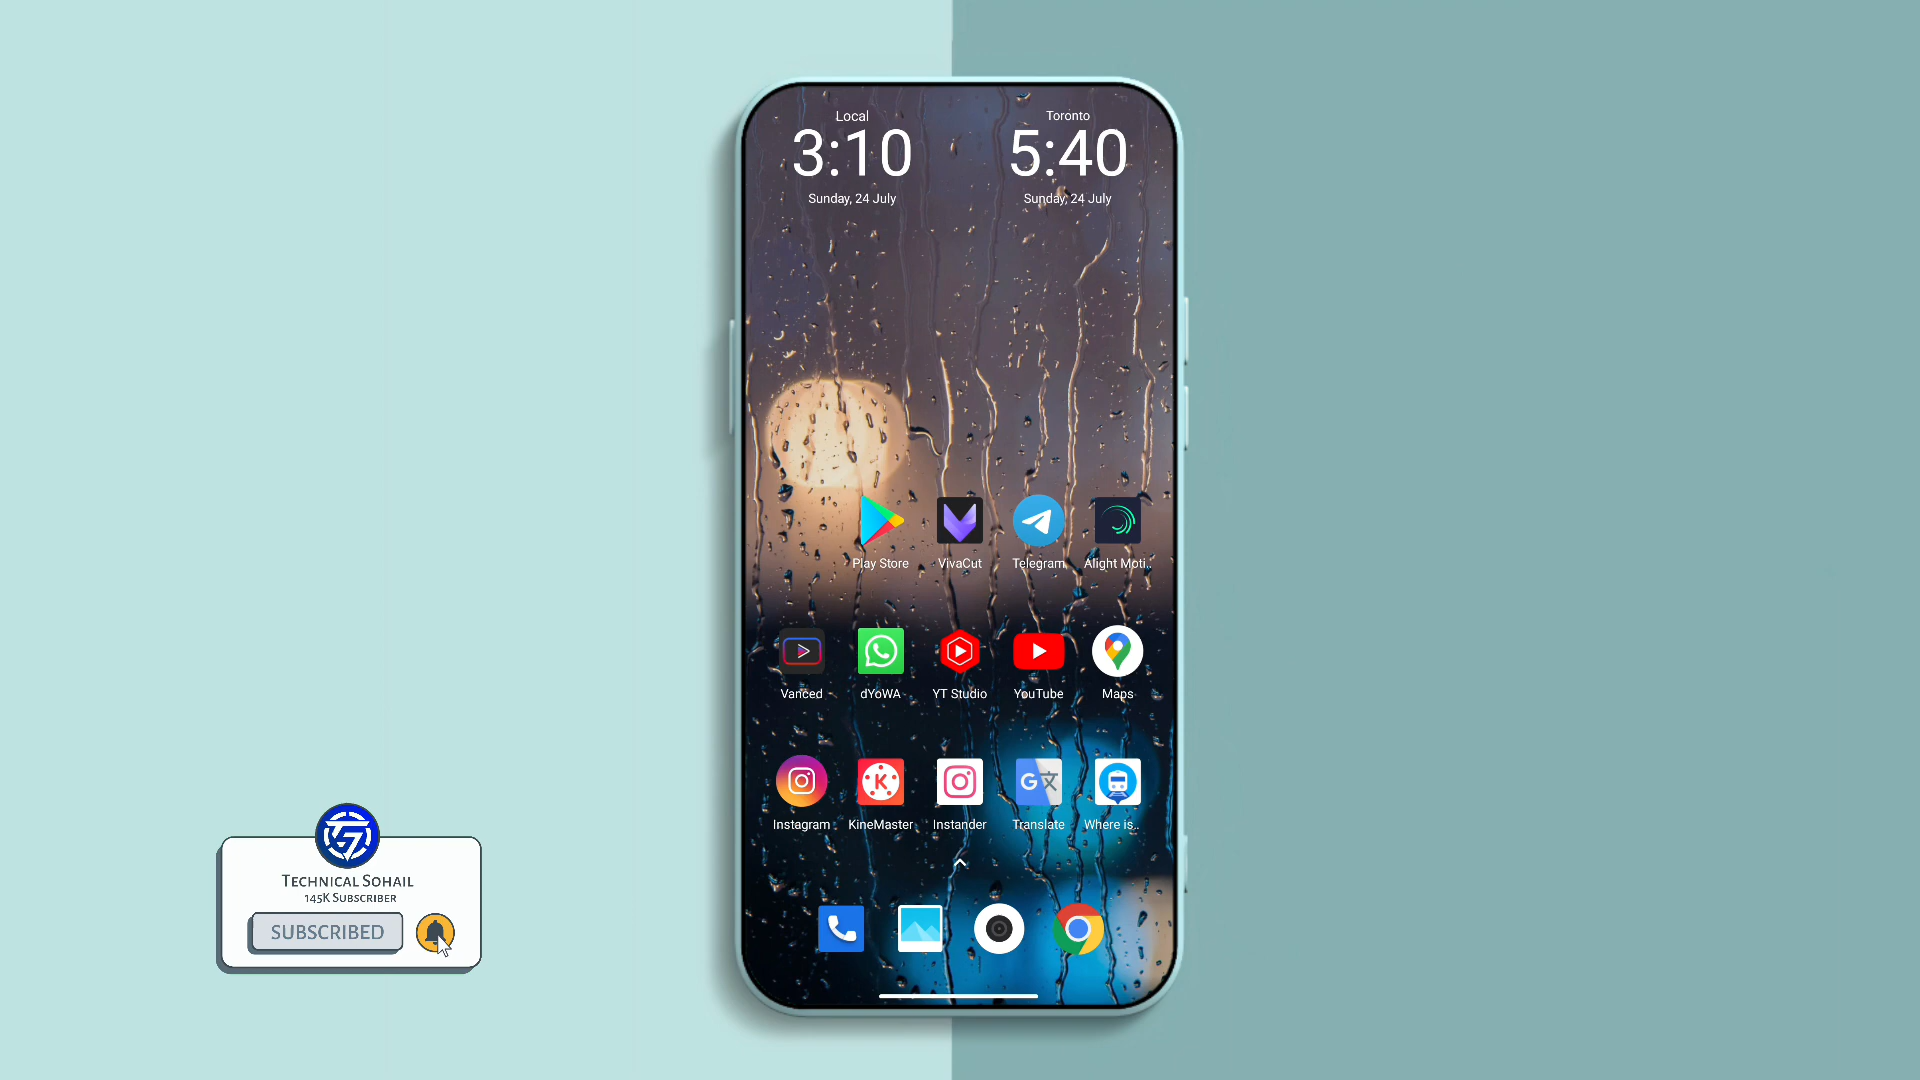 Local
3:10
Sunday, 24 July
Toronto
5:40
Sunday, 24 July
Play Store
VivaCut
Telegram
Alight Moti..
Vanced
dYoWA
YT Studio
YouTube
Maps
Instagram
KineMaster
Instander
Translate
Where is..
TECHNICAL SOHAIL
145K SUBSCRIBER
SUBSCRIBED